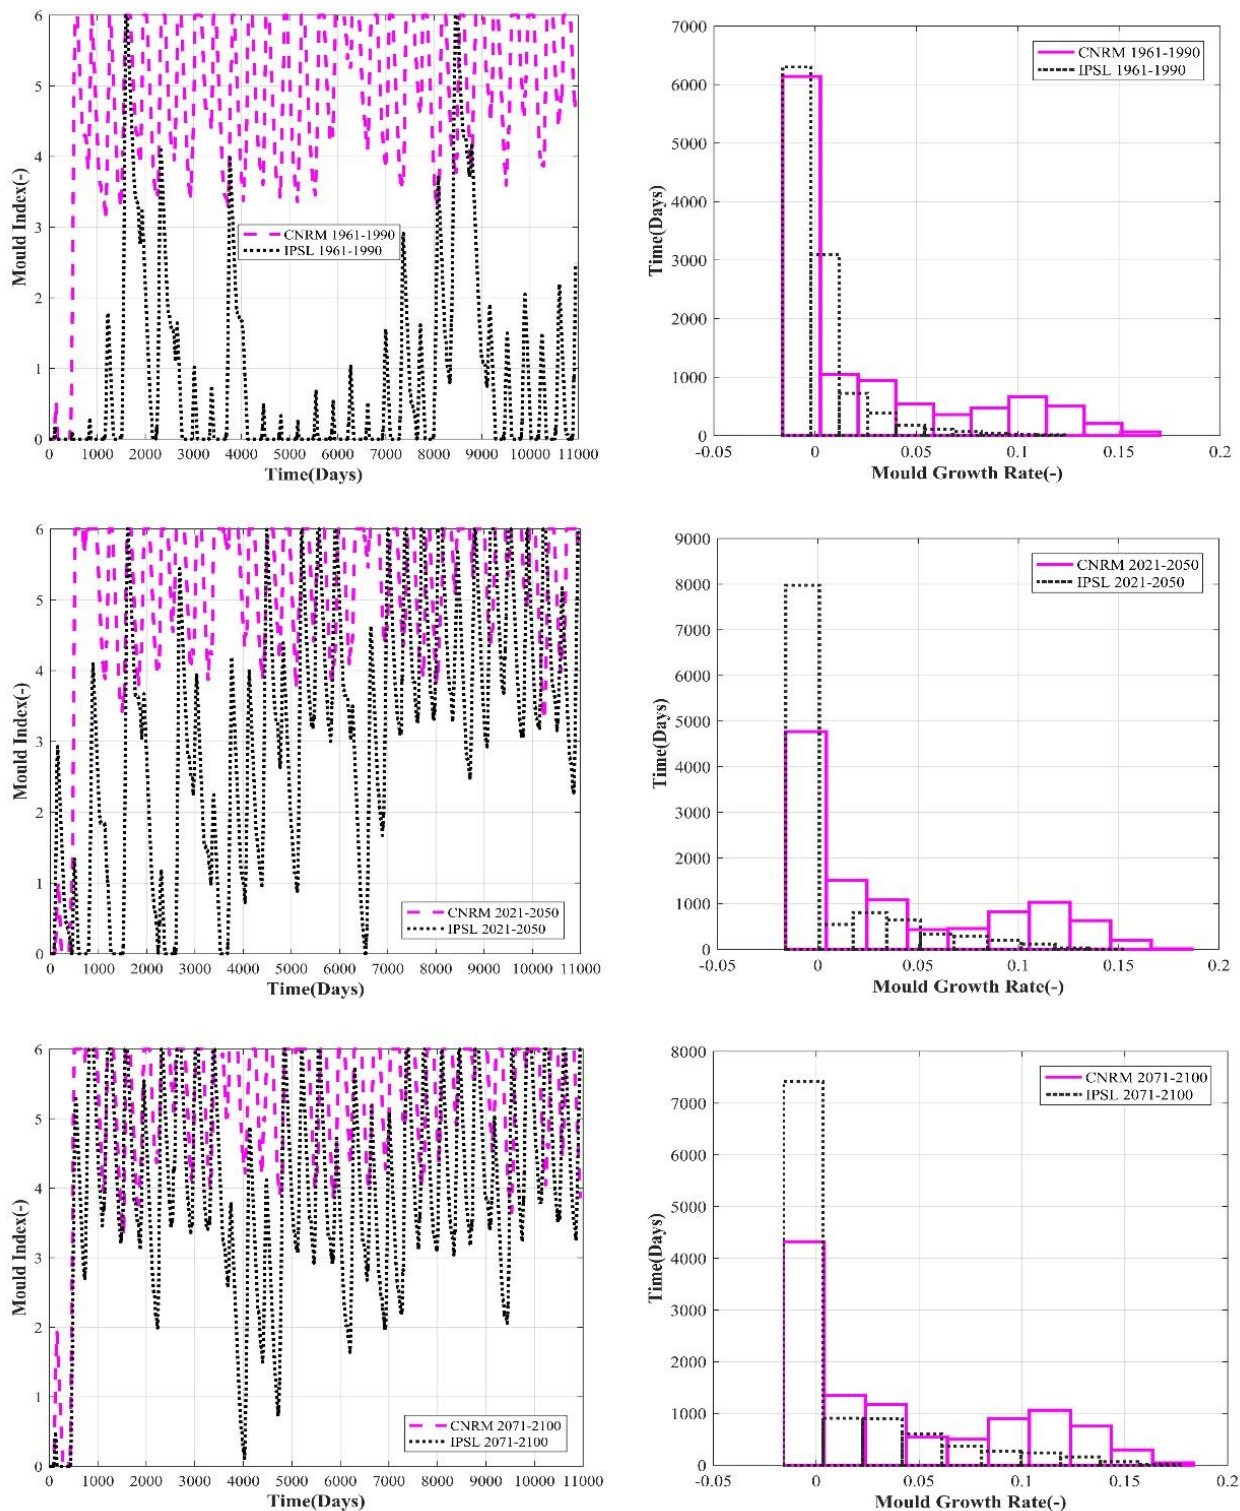 6
5
4
3
2
1
0
Mould Index(-)
CNRM 1961-1990
IPSL 1961-1990
0 1000 2000 3000 4000 5000 6000 7000 8000 9000 10000 11000
Time(Days)
7000
6000
5000
4000
3000
2000
1000
0
Time(Days)
CNRM 1961-1990
IPSL 1961-1990
-0.05 0 0.05 0.1 0.15 0.2
Mould Growth Rate(-)
6
5
4
3
2
1
0
Mould Index(-)
CNRM 2021-2050
IPSL 2021-2050
0 1000 2000 3000 4000 5000 6000 7000 8000 9000 10000 11000
Time(Days)
9000
8000
7000
6000
5000
4000
3000
2000
1000
0
Time(Days)
CNRM 2021-2050
IPSL 2021-2050
-0.05 0 0.05 0.1 0.15 0.2
Mould Growth Rate(-)
6
5
4
3
2
1
0
Mould Index(-)
CNRM 2071-2100
IPSL 2071-2100
0 1000 2000 3000 4000 5000 6000 7000 8000 9000 10000 11000
Time(Days)
8000
7000
6000
5000
4000
3000
2000
1000
0
Time(Days)
CNRM 2071-2100
IPSL 2071-2100
-0.05 0 0.05 0.1 0.15 0.2
Mould Growth Rate(-)